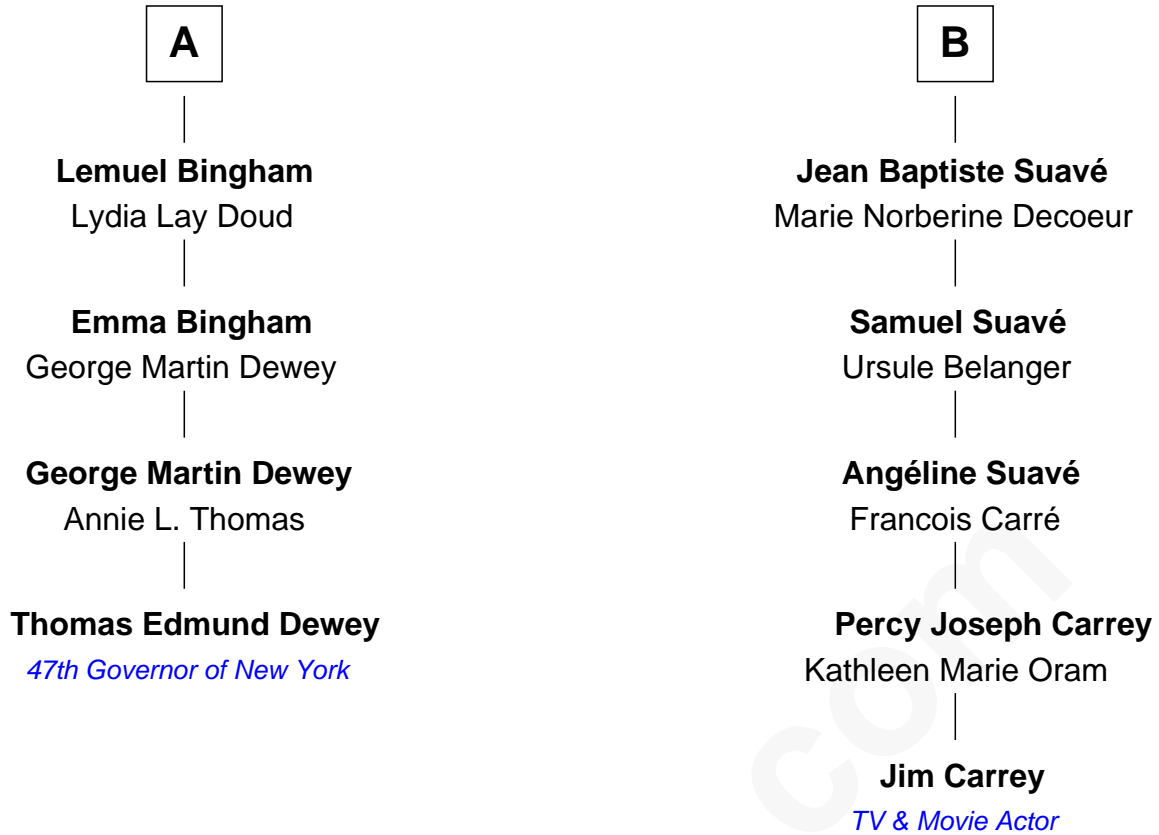 A
Lemuel Bingham
Lydia Lay Doud
Emma Bingham
George Martin Dewey
George Martin Dewey
Annie L. Thomas
Thomas Edmund Dewey
47th Governor of New York
B
Jean Baptiste Suavé
Marie Norberine Decoeur
Samuel Suavé
Ursule Belanger
Angéline Suavé
Francois Carré
Percy Joseph Carrey
Kathleen Marie Oram
Jim Carrey
TV & Movie Actor
com